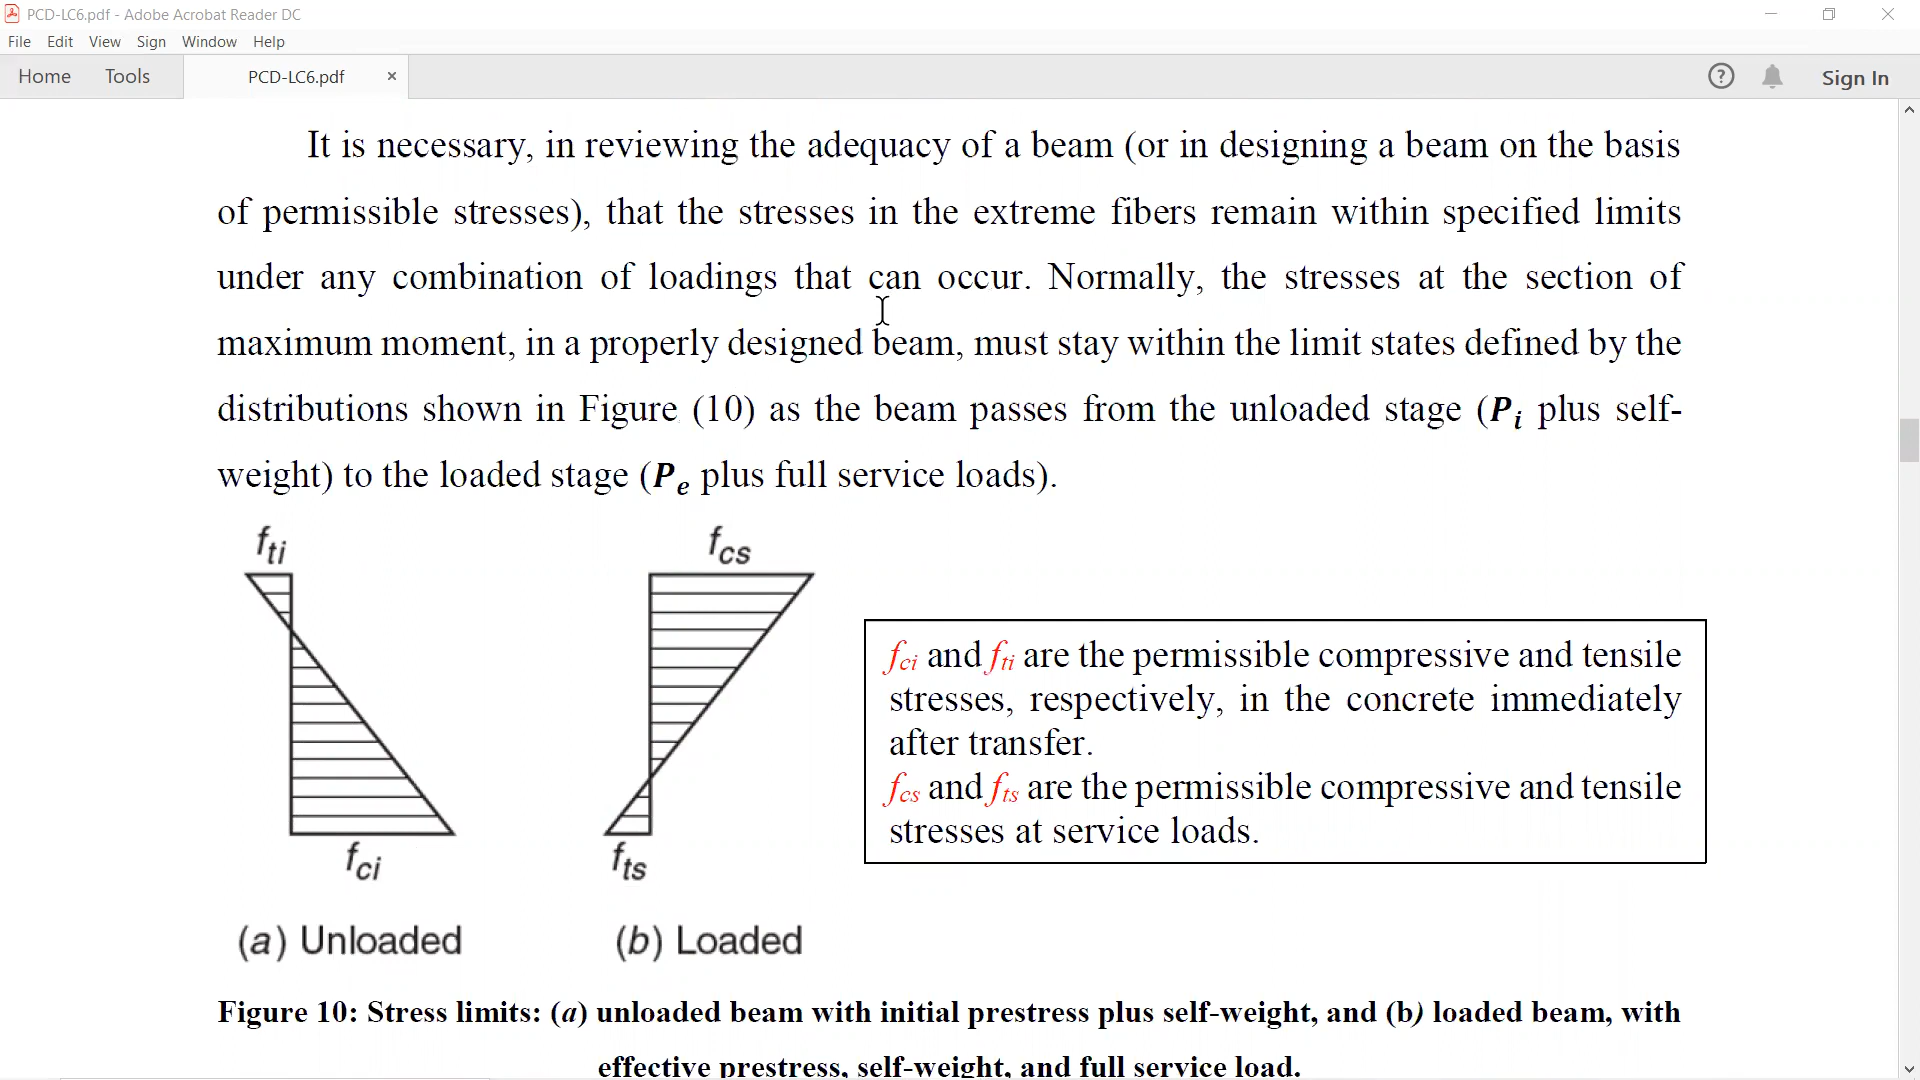 PCD-LC6.pdf - Adobe Acrobat Reader DC
File Edit View Sign Window Help
Home Tools PCD-LC6.pdf × ? Sign In
It is necessary, in reviewing the adequacy of a beam (or in designing a beam on the basis
of permissible stresses), that the stresses in the extreme fibers remain within specified limits
under any combination of loadings that can occur. Normally, the stresses at the section of
maximum moment, in a properly designed beam, must stay within the limit states defined by the
distributions shown in Figure (10) as the beam passes from the unloaded stage (Pi plus self-
weight) to the loaded stage (Pe plus full service loads).
fti fcs
fci and fti are the permissible compressive and tensile
stresses, respectively, in the concrete immediately
after transfer.
fcs and fts are the permissible compressive and tensile
stresses at service loads.
fci fts
(a) Unloaded (b) Loaded
Figure 10: Stress limits: (a) unloaded beam with initial prestress plus self-weight, and (b) loaded beam, with
effective prestress, self-weight, and full service load.